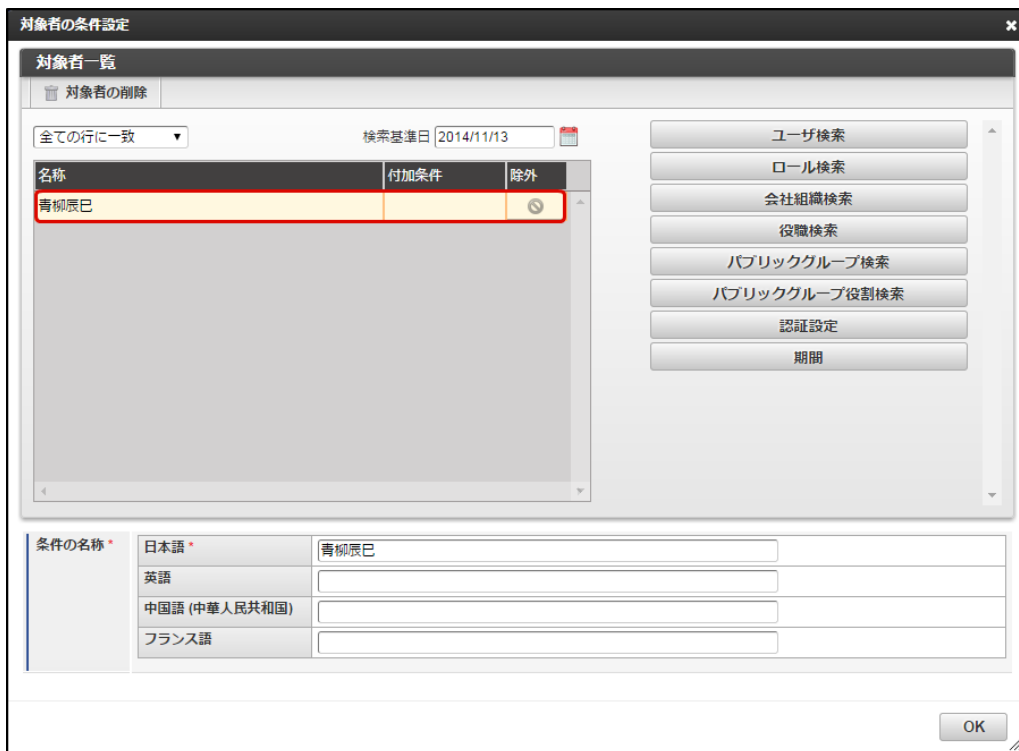 対象者の条件設定
対象者一覧
対象者の削除
全ての行に一致
検索基準日 2014/11/13
名称 付加条件 除外
青柳辰巳
ユーザ検索
ロール検索
会社組織検索
役職検索
パブリックグループ検索
パブリックグループ役割検索
認証設定
期間
条件の名称*
日本語* 青柳辰巳
英語
中国語 (中華人民共和国)
フランス語
OK